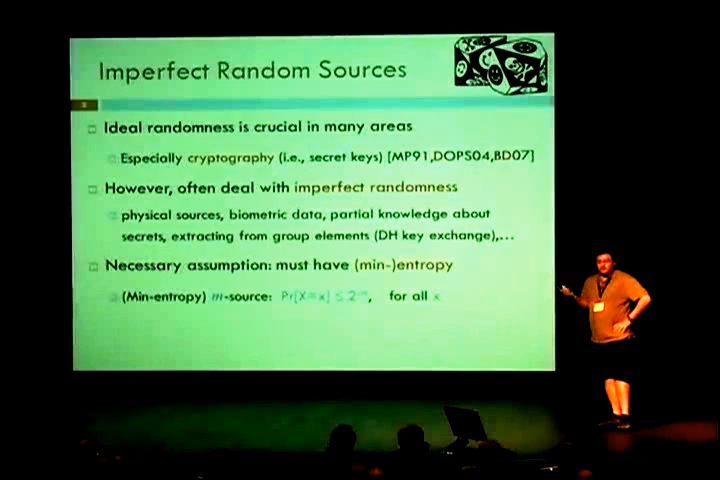 Imperfect Random Sources
Ideal randomness is crucial in many areas
Especially cryptography (i.e., secret keys) [MP91,DOPS04,BD07]
However, often deal with imperfect randomness
physical sources, biometric data, partial knowledge about
secrets, extracting from group elements (DH key exchange),...
Necessary assumption: must have (min-)entropy
(Min-entropy) m-source: Pr[X=x] ≤ 2⁻ᵐ, for all x